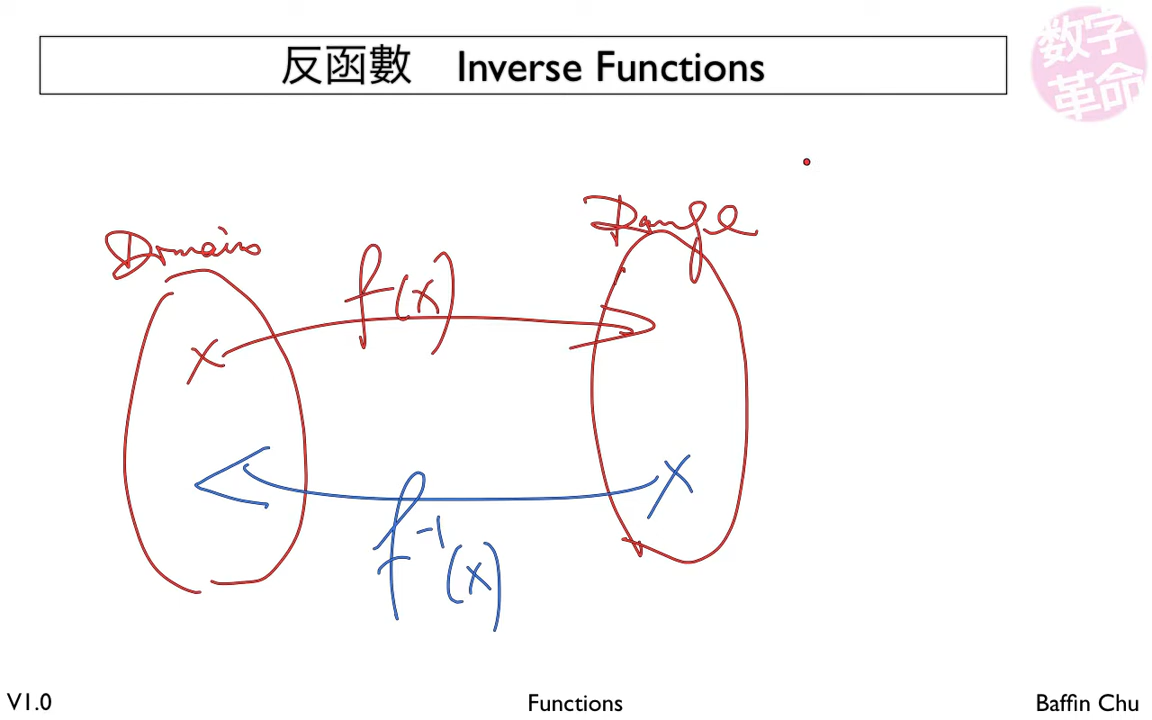 反函數 Inverse Functions
数字
革命
Domain
Range
f(x)
x
x
f⁻¹(x)
V1.0
Functions
Baffin Chu